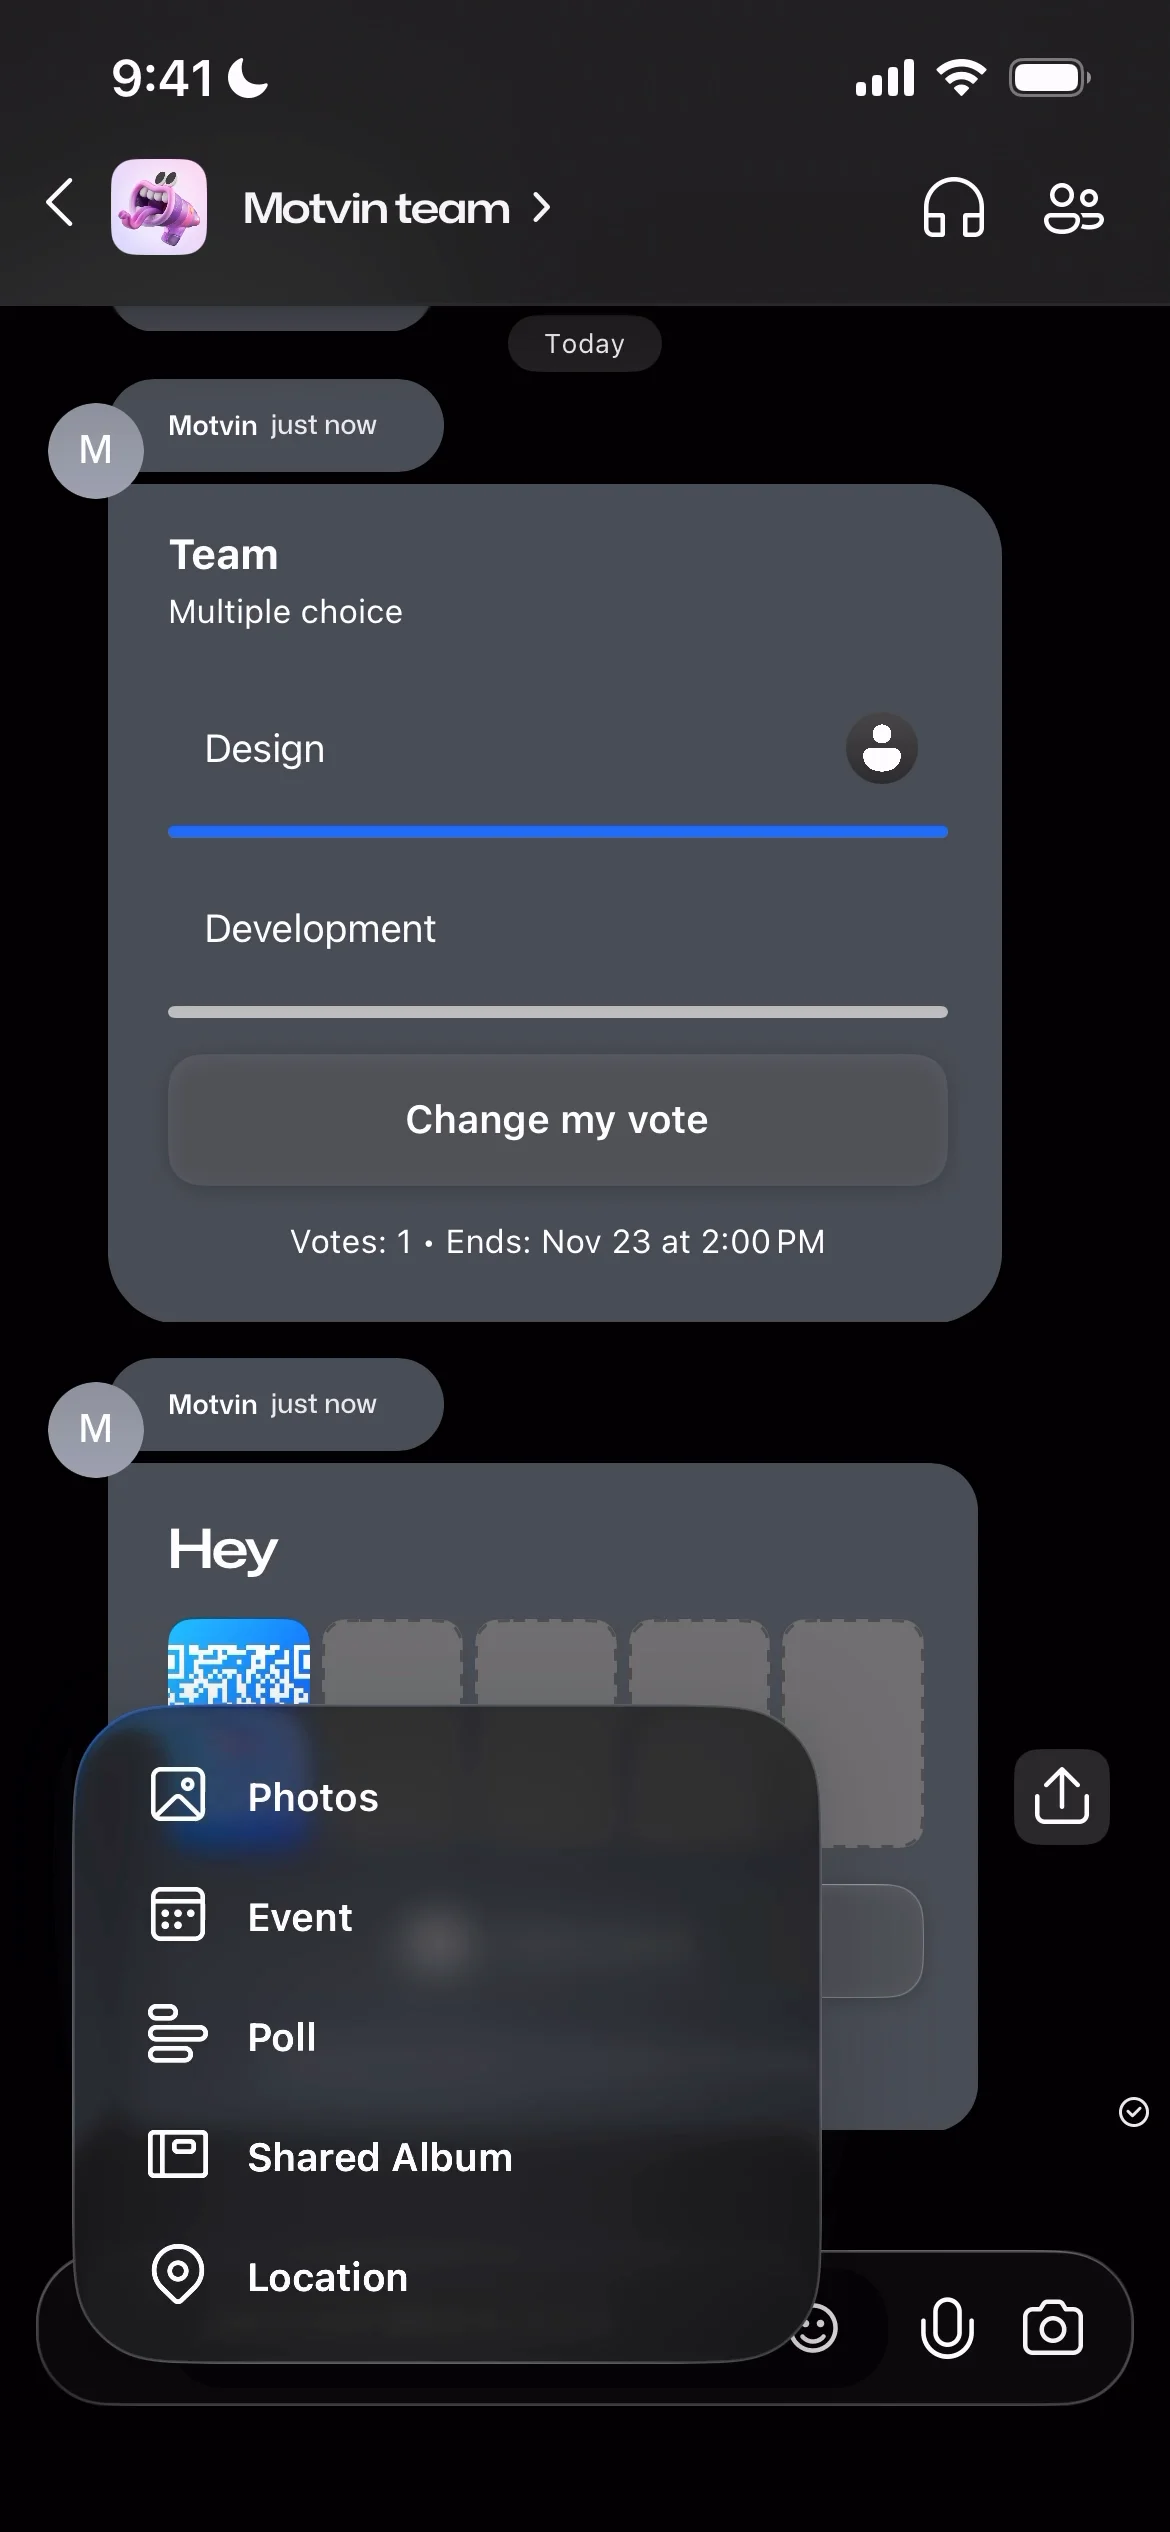 9:41
Motvin team
Today
M
Motvin just now
Team
Multiple choice
Design
Development
Change my vote
Votes: 1 • Ends: Nov 23 at 2:00 PM
M
Motvin just now
Hey
Photos
Event
Poll
Shared Album
Location